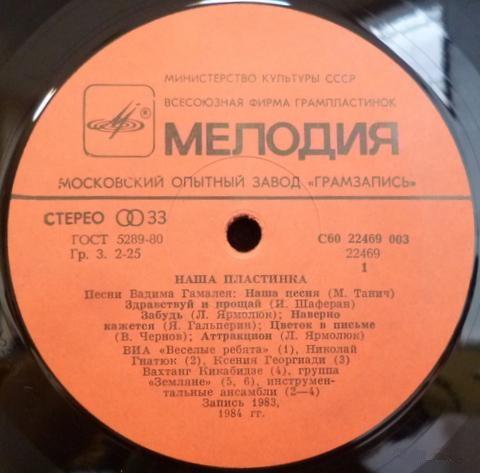 МИНИСТЕРСТВО КУЛЬТУРЫ СССР
ВСЕСОЮЗНАЯ ФИРМА ГРАМПЛАСТИНОК
МЕЛОДИЯ
МОСКОВСКИЙ ОПЫТНЫЙ ЗАВОД «ГРАМЗАПИСЬ»
СТЕРЕО 33
ГОСТ 5289-80
Гр. 3. 2-25
С60 22469 003
22469
1
НАША ПЛАСТИНКА
Песни Вадима Гамалея: Наша песня (М. Танич)
Здравствуй и прощай (И. Шаферан)
Забудь (Л. Ярмолюк); Наверно
кажется (Я. Гальперин); Цветок в письме
(В. Чернов); Аттракцион (Л. Ярмолюк)
ВИА «Веселые ребята» (1), Николай
Гнатюк (2), Ксения Георгиади (3)
Вахтанг Кикабидзе (4), группа
«Земляне» (5, 6), инструмен-
тальные ансамбли (2—4)
Запись 1983,
1984 гг.